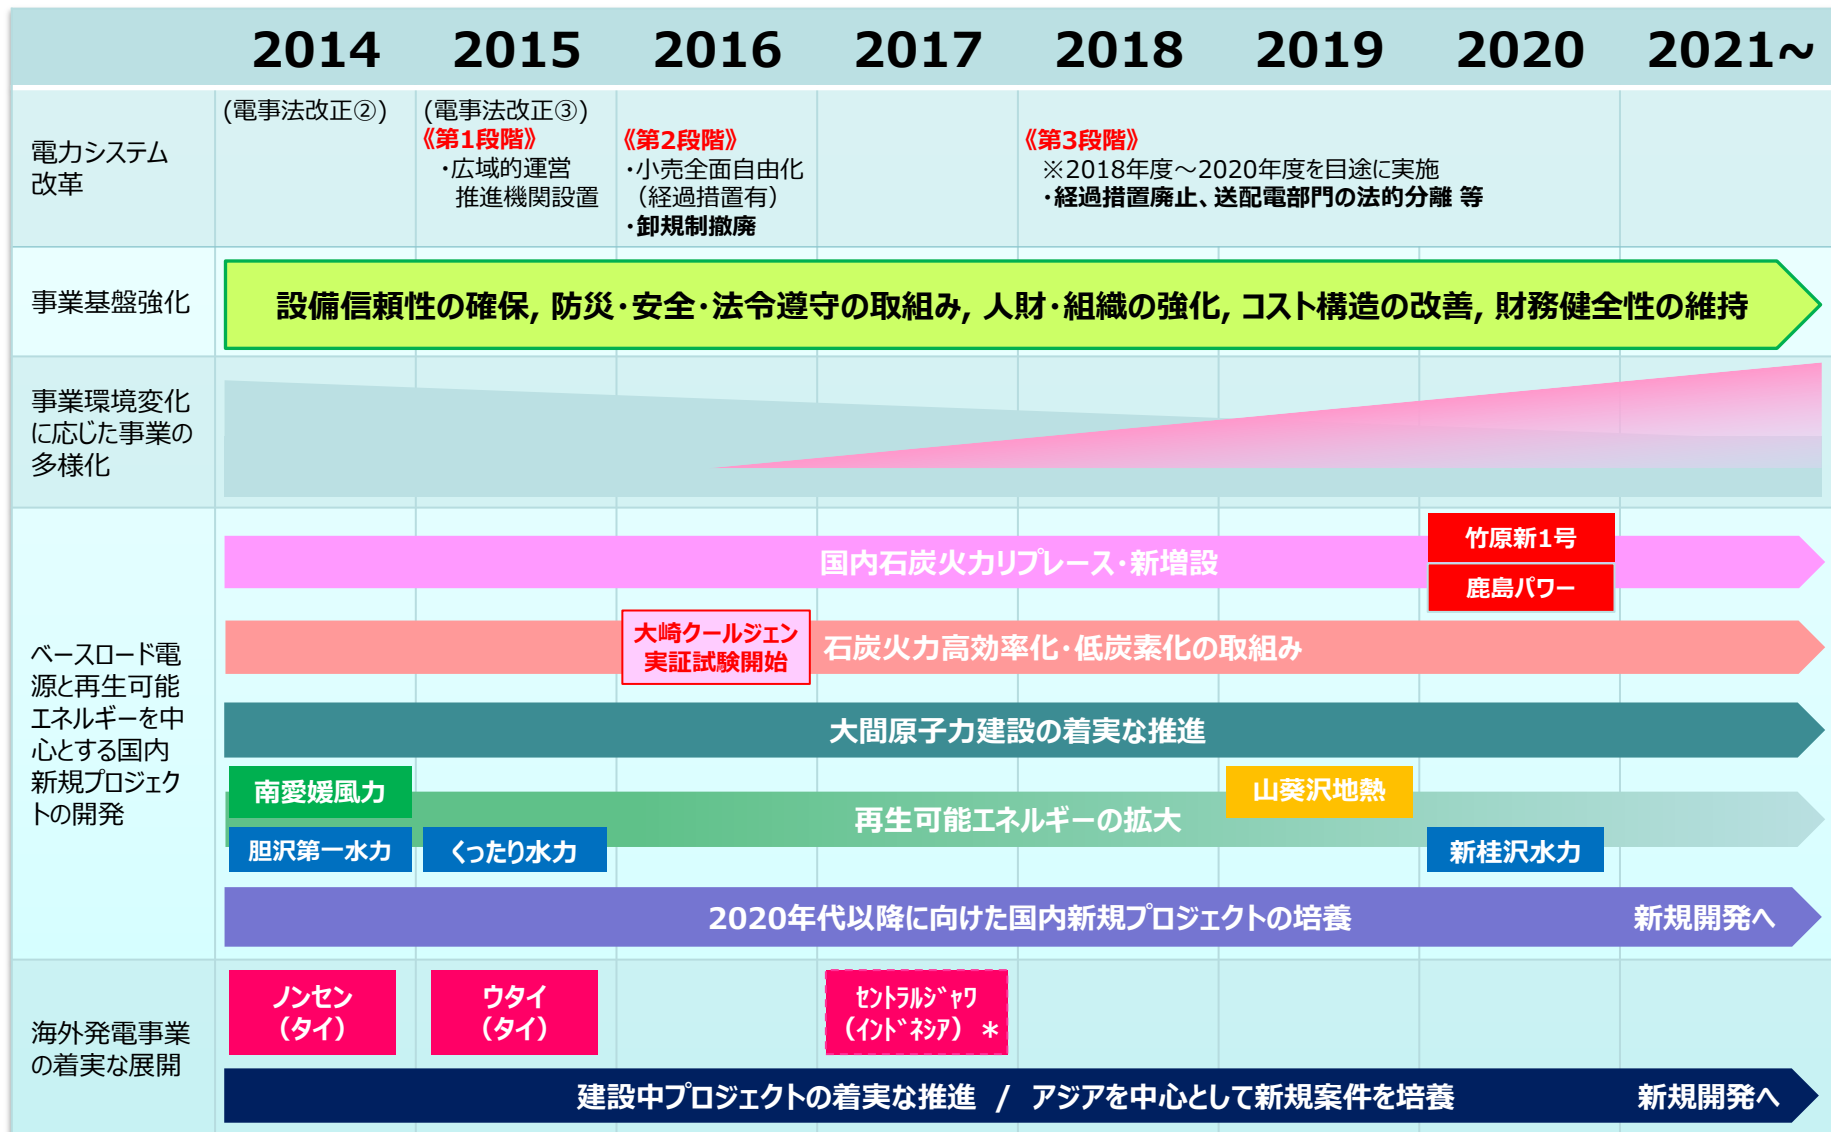 2014 2015 2016 2017 2018 2019 2020 2021~
電力システム
改革
(電事法改正②)
(電事法改正③)
《第1段階》
・広域的運営
推進機関設置
《第2段階》
・小売全面自由化
（経過措置有）
・卸規制撤廃
《第3段階》
※2018年度～2020年度を目途に実施
・経過措置廃止、送配電部門の法的分離 等
事業基盤強化
設備信頼性の確保, 防災・安全・法令遵守の取組み, 人財・組織の強化, コスト構造の改善, 財務健全性の維持
事業環境変化
に応じた事業の
多様化
ベースロード電
源と再生可能
エネルギーを中
心とする国内
新規プロジェク
トの開発
国内石炭火力リプレース・新増設
竹原新1号
鹿島パワー
大崎クールジェン
実証試験開始
石炭火力高効率化・低炭素化の取組み
大間原子力建設の着実な推進
南愛媛風力
山葵沢地熱
再生可能エネルギーの拡大
胆沢第一水力
くったり水力
新桂沢水力
2020年代以降に向けた国内新規プロジェクトの培養 新規開発へ
海外発電事業
の着実な展開
ノンセン
（タイ）
ウタイ
（タイ）
ｾﾝﾄﾗﾙｼﾞｬﾜ
（ｲﾝﾄﾞﾈｼｱ）＊
建設中プロジェクトの着実な推進 / アジアを中心として新規案件を培養 新規開発へ